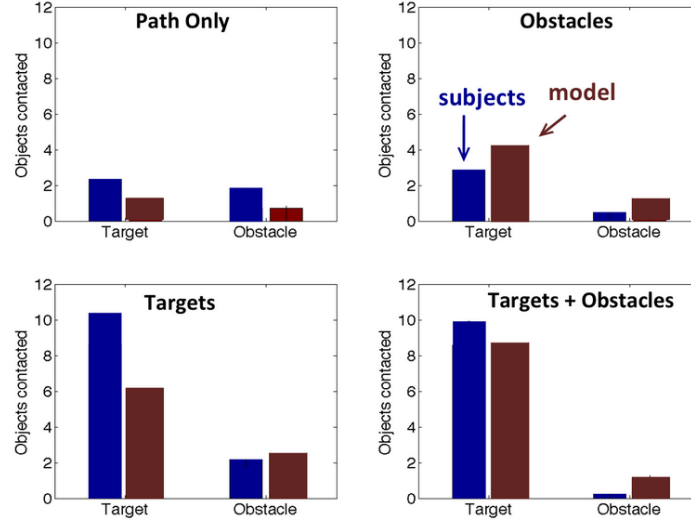 Path Only
Objects contacted
12
10
8
6
4
2
0
Target
Obstacle
Obstacles
subjects
model
Objects contacted
12
10
8
6
4
2
0
Target
Obstacle
Targets
Objects contacted
12
10
8
6
4
2
0
Target
Obstacle
Targets + Obstacles
Objects contacted
12
10
8
6
4
2
0
Target
Obstacle